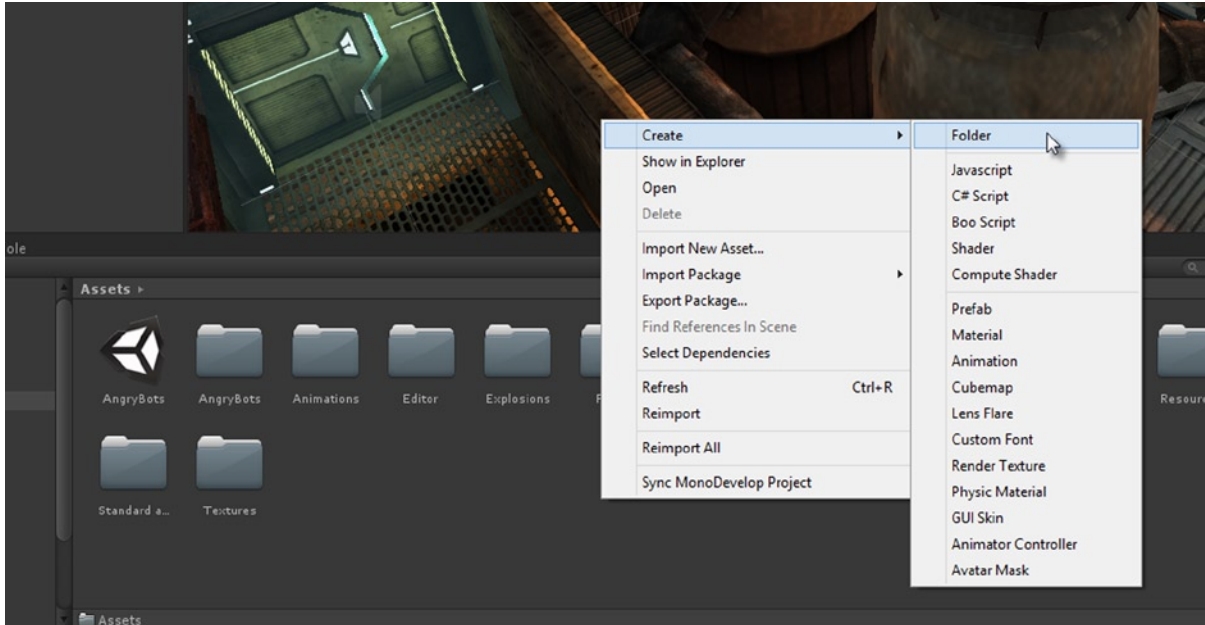 Create
Folder
Show in Explorer
Open
Delete
Import New Asset...
Import Package
Export Package...
Find References In Scene
Select Dependencies
Refresh Ctrl+R
Reimport
Reimport All
Sync MonoDevelop Project
Javascript
C# Script
Boo Script
Shader
Compute Shader
Prefab
Material
Animation
Cubemap
Lens Flare
Custom Font
Render Texture
Physic Material
GUI Skin
Animator Controller
Avatar Mask
ole
Assets
AngryBots
AngryBots
Animations
Editor
Explosions
F
Resour
Standard a...
Textures
Assets